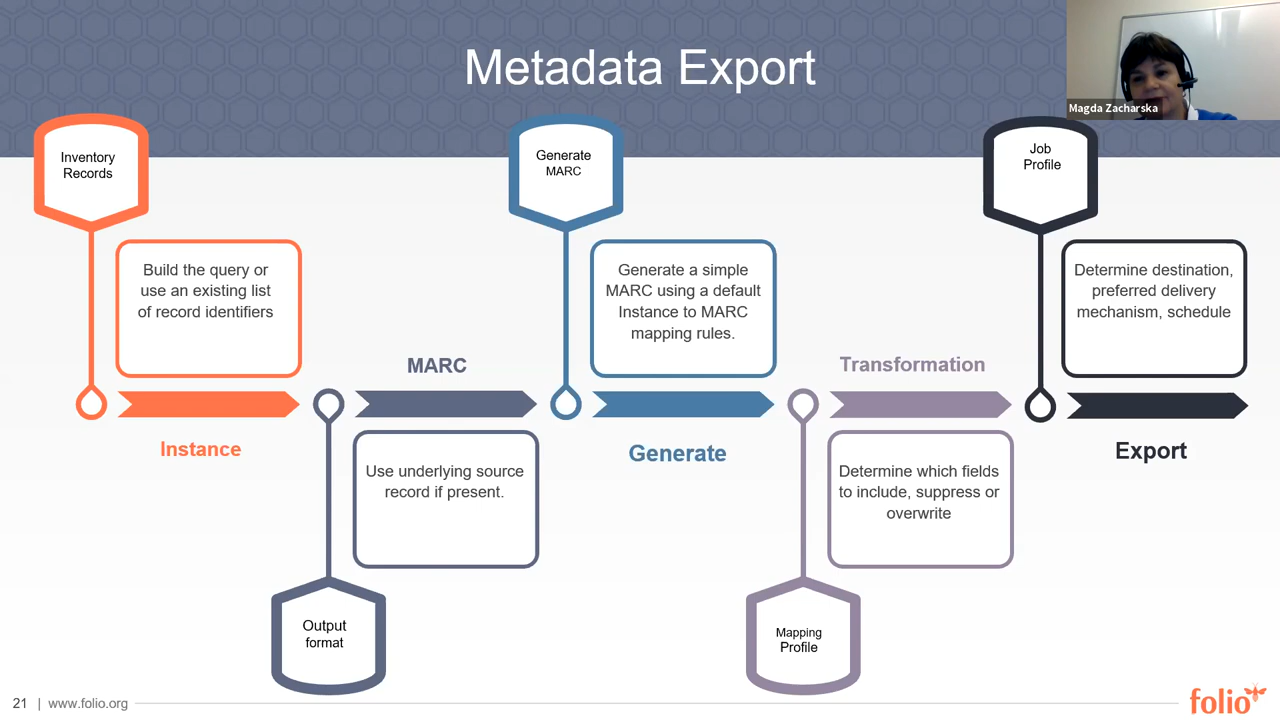 Metadata Export
Magda Zacharska
Inventory
Records
Build the query or
use an existing list
of record identifiers
Instance
MARC
Use underlying source
record if present.
Output
format
Generate
MARC
Generate a simple
MARC using a default
Instance to MARC
mapping rules.
Generate
Transformation
Determine which fields
to include, suppress or
overwrite
Mapping
Profile
Job
Profile
Determine destination,
preferred delivery
mechanism, schedule
Export
21 | www.folio.org
folio